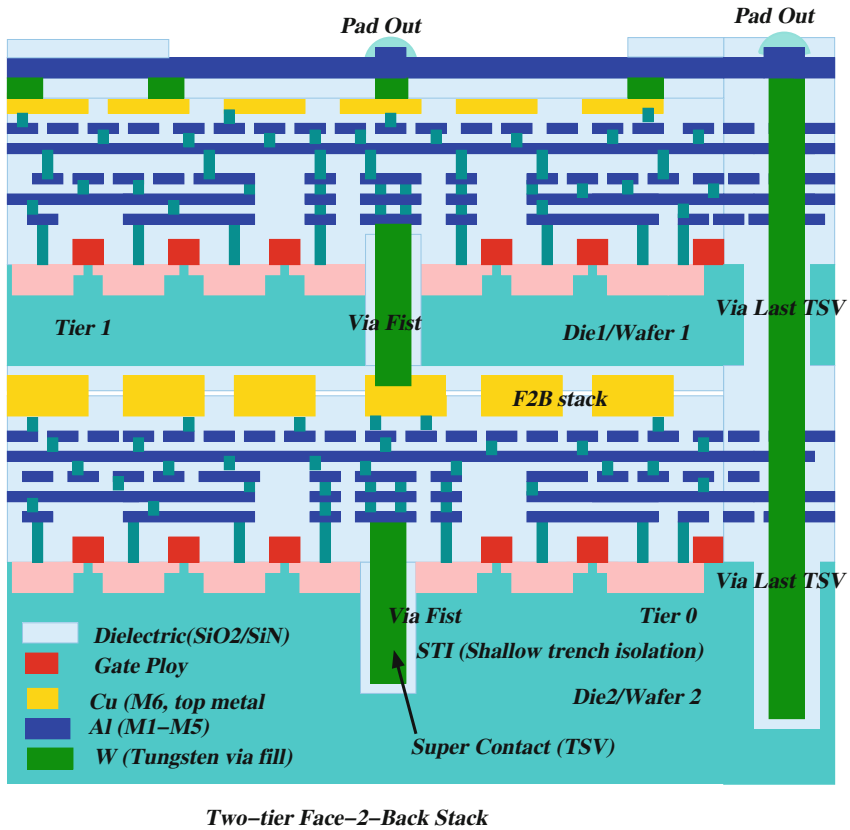 Pad Out
Pad Out
Tier 1
Via Fist
Die1/Wafer 1
Via Last TSV
F2B stack
Via Last TSV
Via Fist
Tier 0
Dielectric(SiO2/SiN)
STI (Shallow trench isolation)
Gate Ploy
Cu (M6, top metal
Die2/Wafer 2
Al (M1−M5)
Super Contact (TSV)
W (Tungsten via fill)
Two−tier Face−2−Back Stack